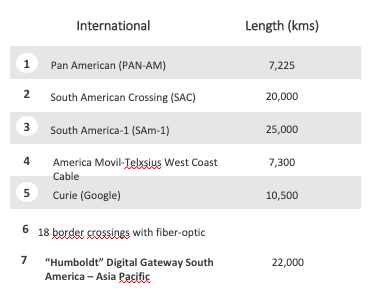 International Length (kms)
1 Pan American (PAN-AM) 7,225
2 South American Crossing (SAC) 20,000
3 South America-1 (SAm-1) 25,000
4 America Movil-Telxsius West Coast 7,300
Cable
5 Curie (Google) 10,500
6 18 border crossings with fiber-optic
7 “Humboldt” Digital Gateway South 22,000
America – Asia Pacific